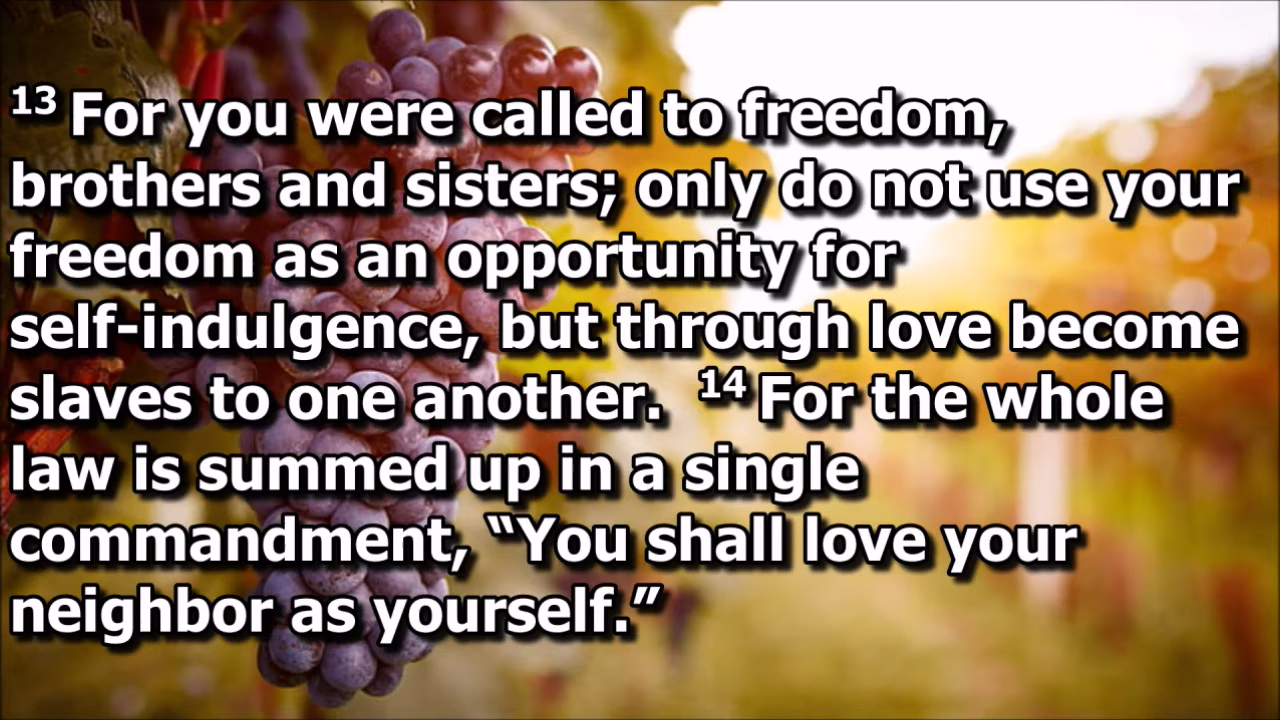 13 For you were called to freedom,
brothers and sisters; only do not use your
freedom as an opportunity for
self-indulgence, but through love become
slaves to one another. 14 For the whole
law is summed up in a single
commandment, “You shall love your
neighbor as yourself.”